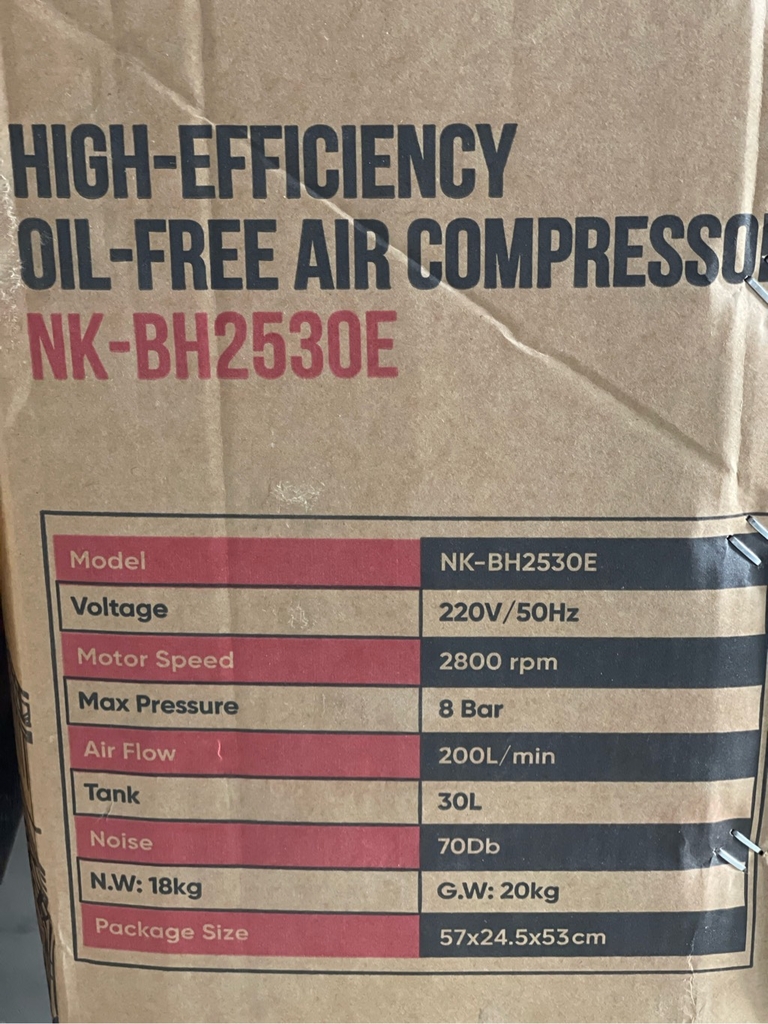 HIGH-EFFICIENCY
OIL-FREE AIR COMPRESSO
NK-BH2530E
Model NK-BH2530E
Voltage 220V/50Hz
Motor Speed 2800 rpm
Max Pressure 8 Bar
Air Flow 200L/min
Tank 30L
Noise 70Db
N.W: 18kg G.W: 20kg
Package Size 57x24.5x53cm